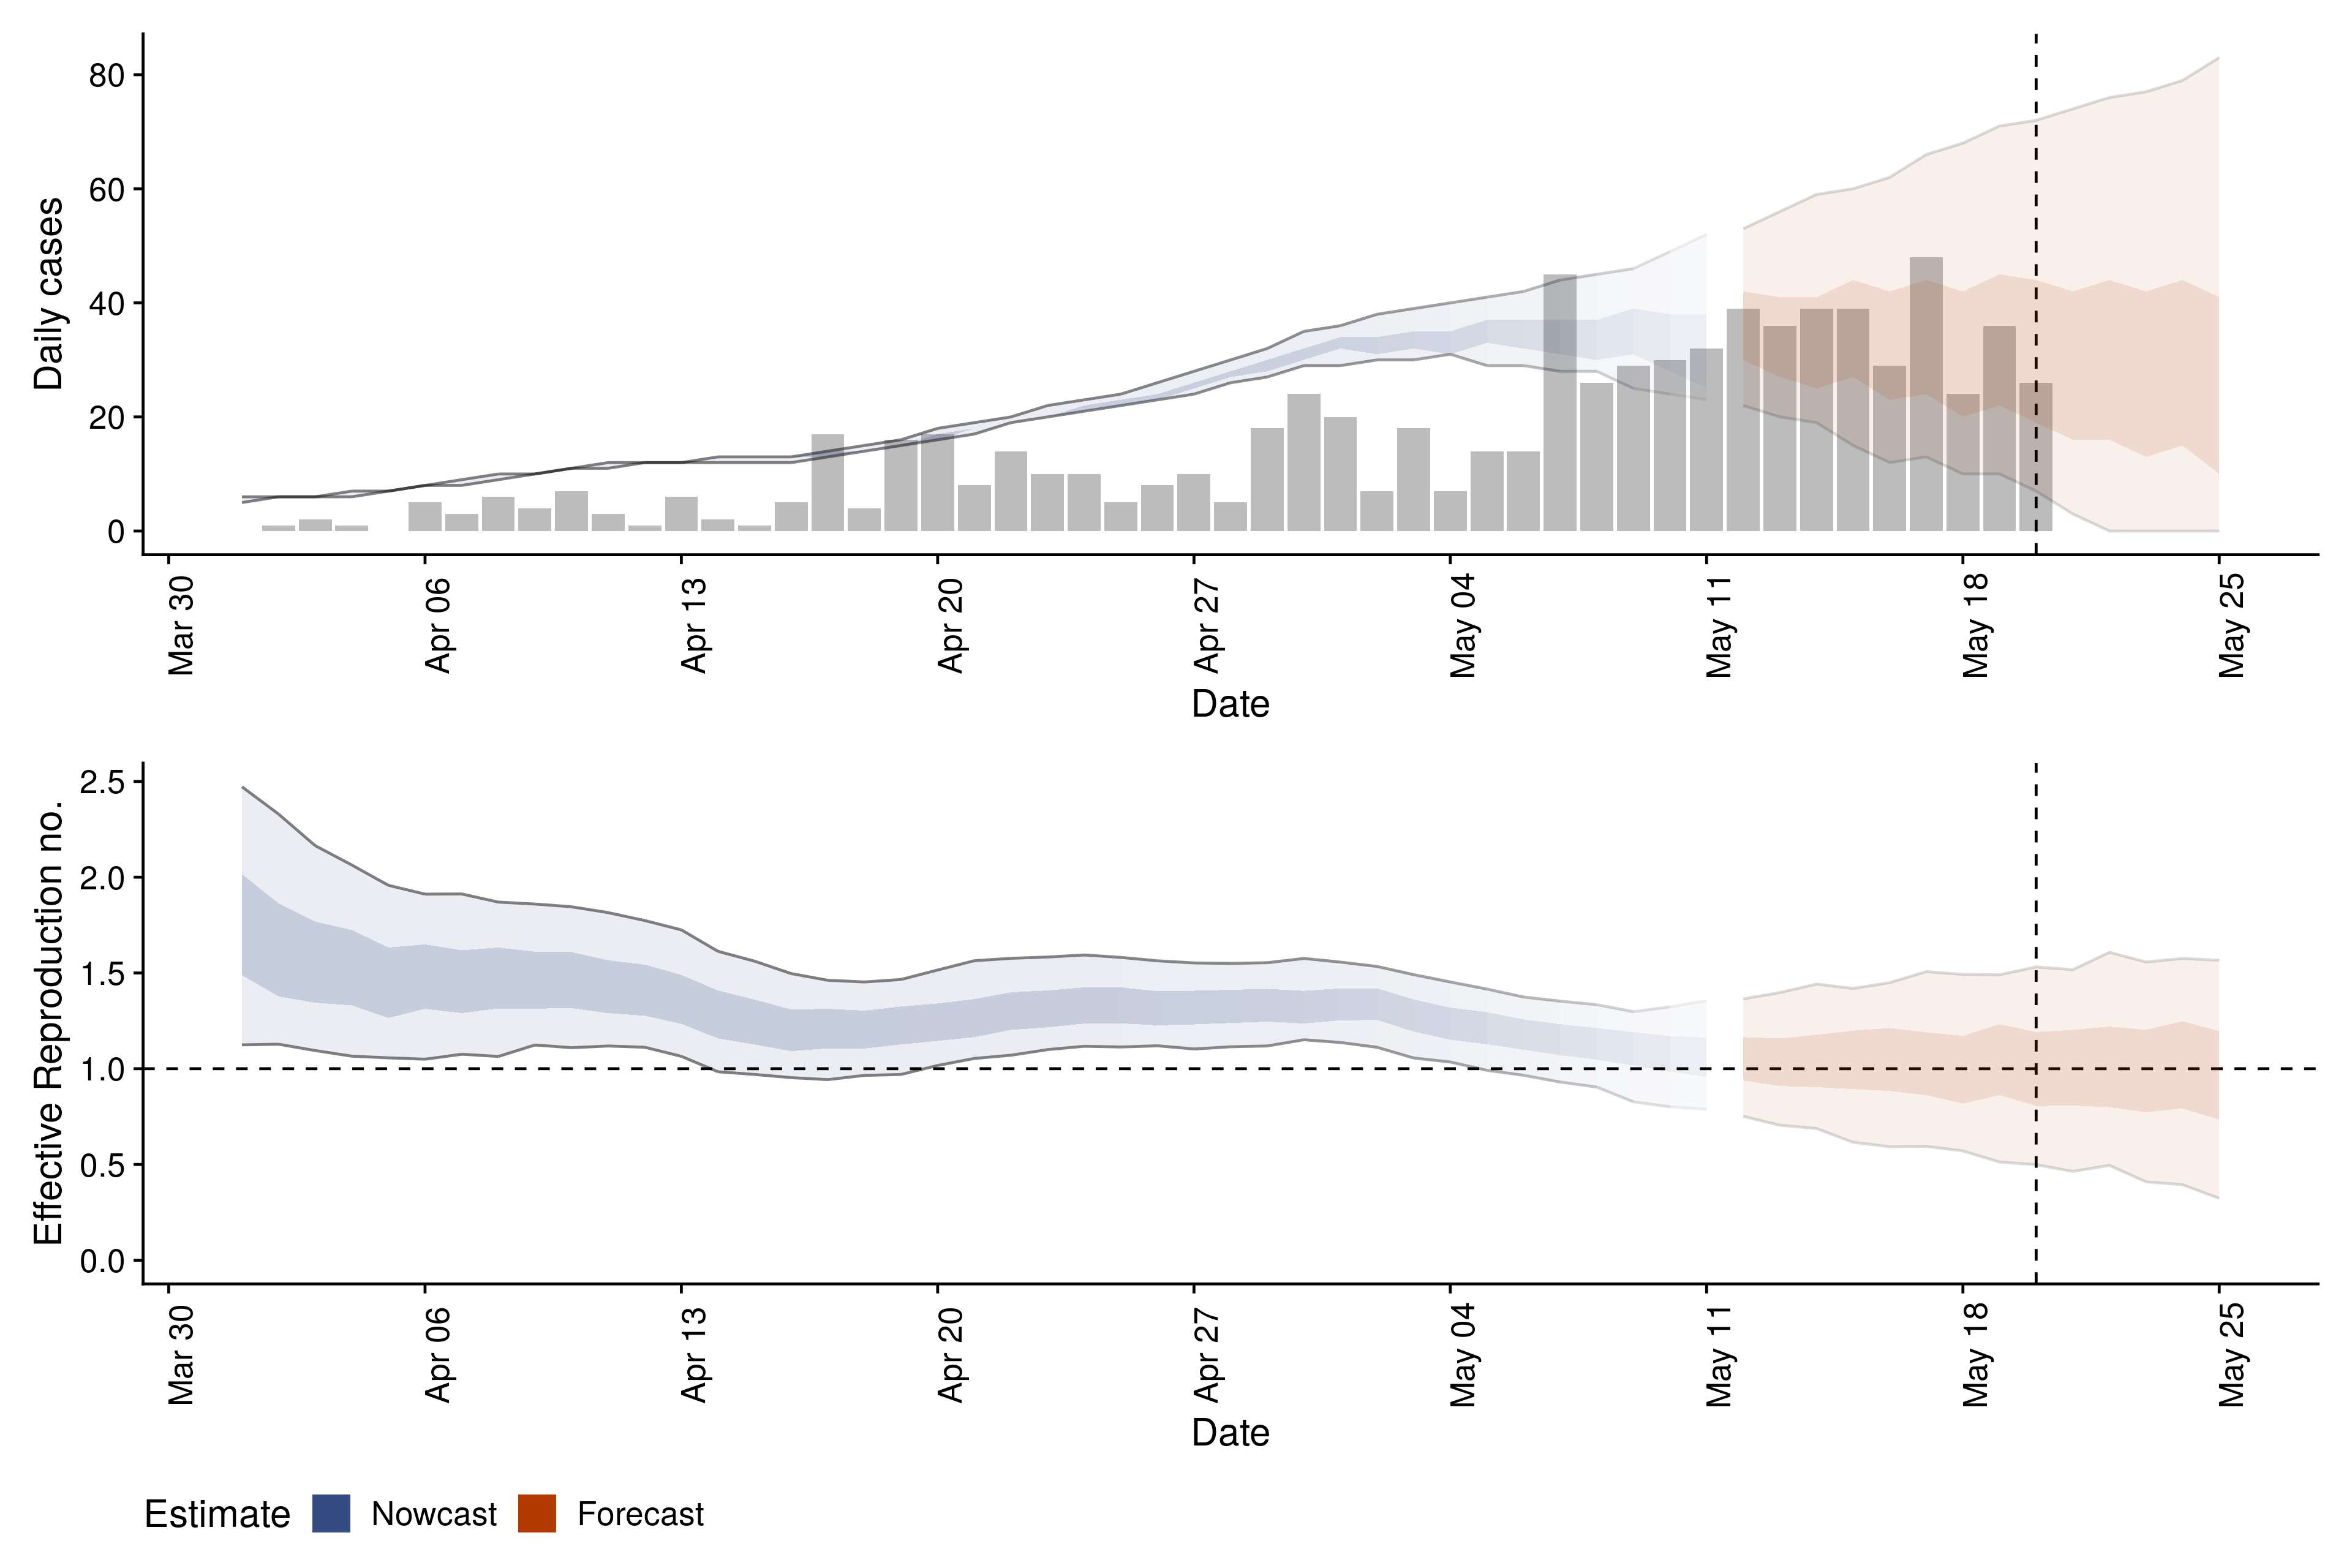 Daily cases
80
60
40
20
0
Mar 30
Apr 06
Apr 13
Apr 20
Apr 27
May 04
May 11
May 18
May 25
Date
Effective Reproduction no.
2.5
2.0
1.5
1.0
0.5
0.0
Mar 30
Apr 06
Apr 13
Apr 20
Apr 27
May 04
May 11
May 18
May 25
Date
Estimate Nowcast Forecast